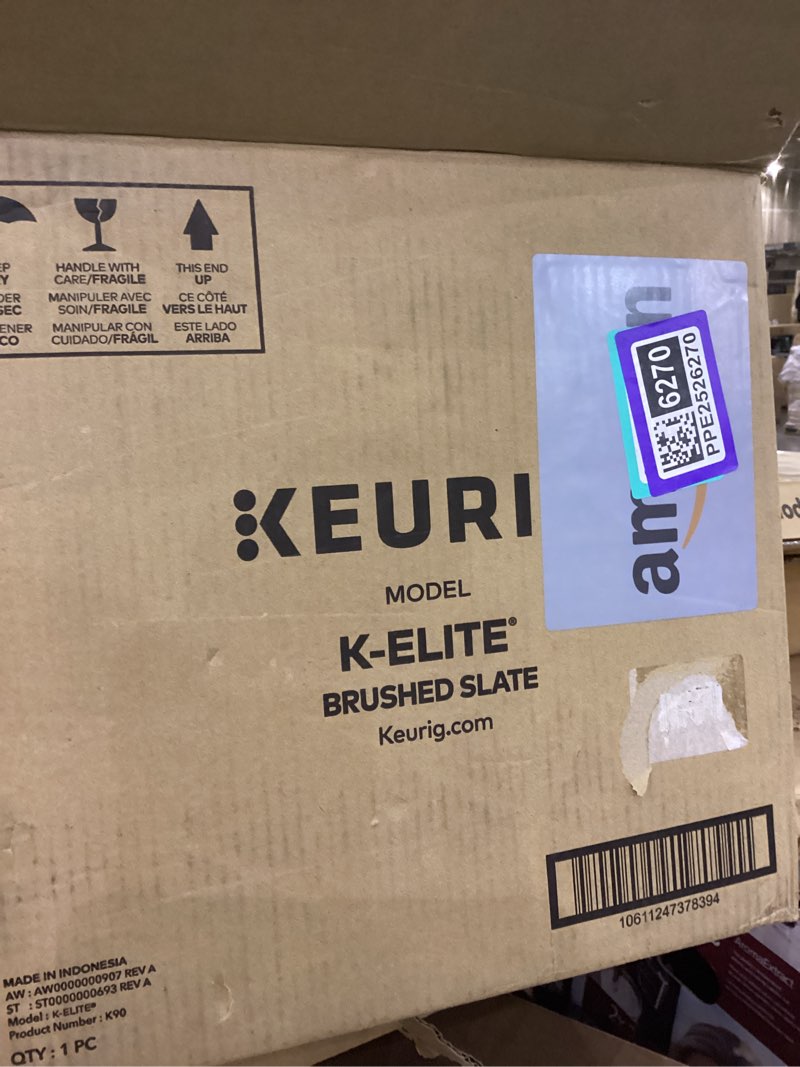 HANDLE WITH
CARE/FRAGILE
MANIPULER AVEC
SOIN/FRAGILE
MANIPULAR CON
CUIDADO/FRÁGIL
THIS END
UP
CE CÔTÉ
VERS LE HAUT
ESTE LADO
ARRIBA
6270
PPE2526270
KEURI
MODEL
K-ELITE®
BRUSHED SLATE
Keurig.com
10611247378394
MADE IN INDONESIA
AW : AW0000000907 REV A
ST : ST0000000693 REV A
Model : K-ELITE®
Product Number : K90
QTY : 1 PC